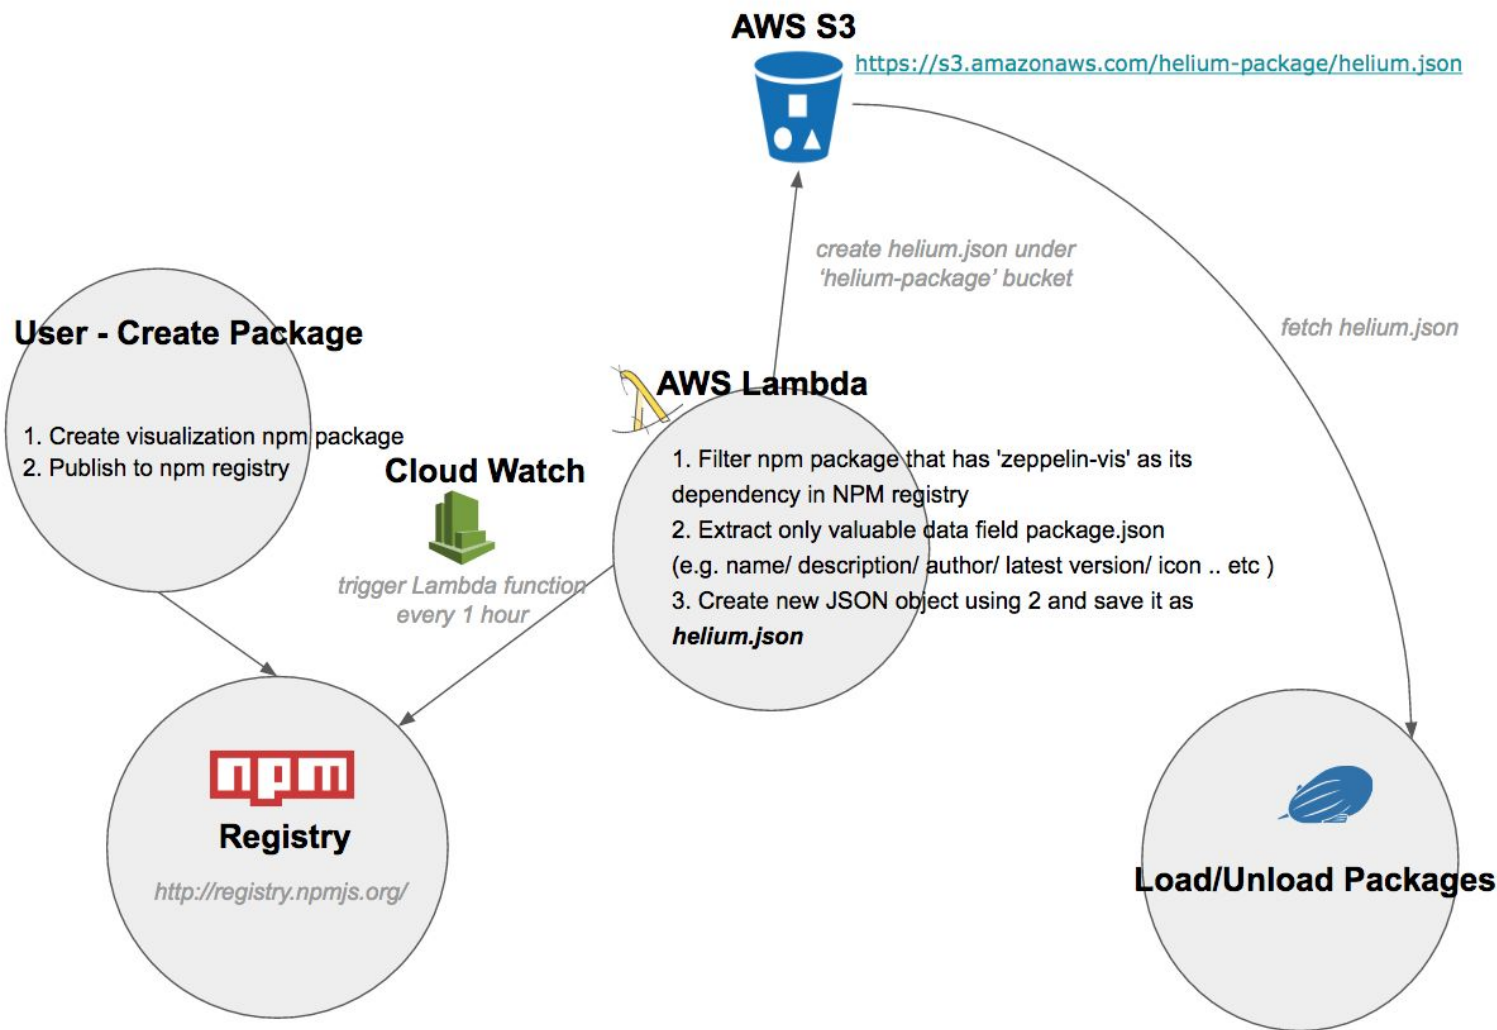 AWS S3
https://s3.amazonaws.com/helium-package/helium.json
create helium.json under
‘helium-package’ bucket
fetch helium.json
User - Create Package
1. Create visualization npm package
2. Publish to npm registry
Cloud Watch
trigger Lambda function
every 1 hour
AWS Lambda
1. Filter npm package that has 'zeppelin-vis' as its
dependency in NPM registry
2. Extract only valuable data field package.json
(e.g. name/ description/ author/ latest version/ icon .. etc )
3. Create new JSON object using 2 and save it as
helium.json
npm
Registry
http://registry.npmjs.org/
Load/Unload Packages